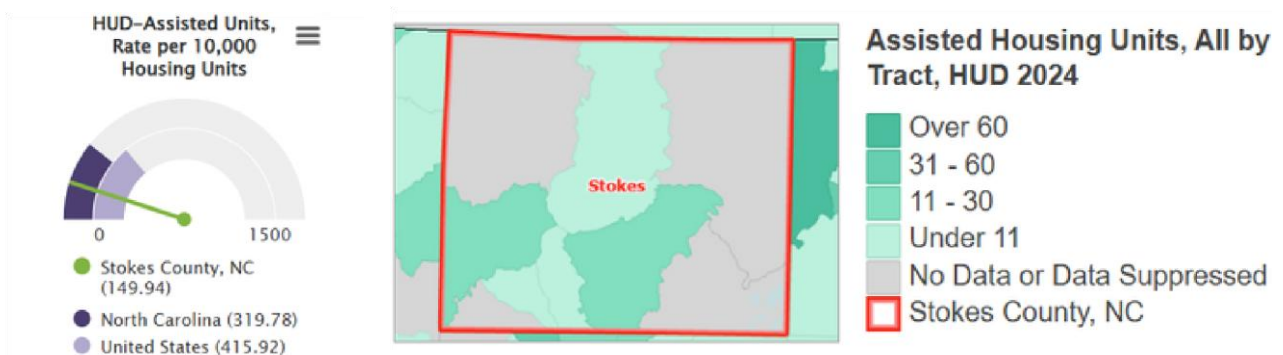 HUD-Assisted Units,
Rate per 10,000
Housing Units
0
1500
Stokes County, NC
(149.94)
North Carolina (319.78)
United States (415.92)
Stokes
Assisted Housing Units, All by
Tract, HUD 2024
Over 60
31 - 60
11 - 30
Under 11
No Data or Data Suppressed
Stokes County, NC